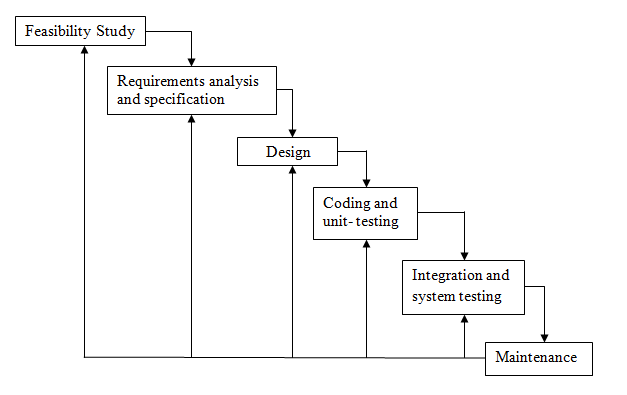 Feasibility Study
Requirements analysis
and specification
Design
Coding and
unit- testing
Integration and
system testing
Maintenance